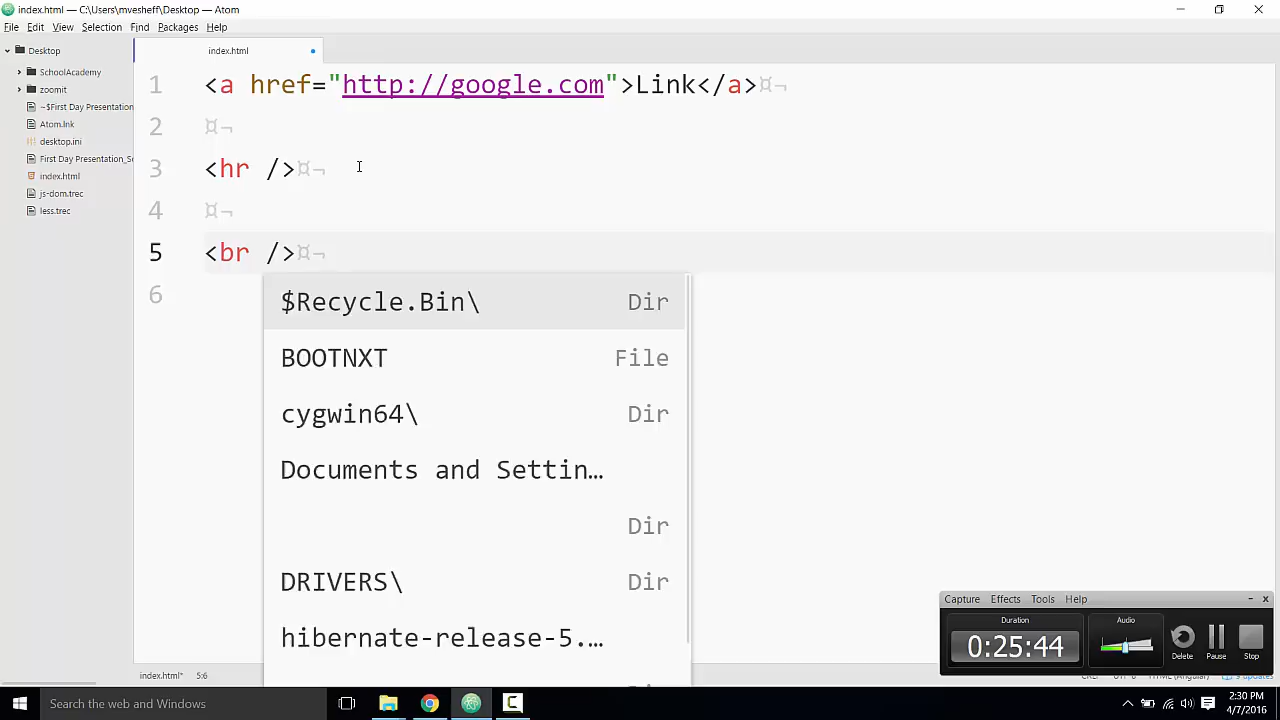 index.html — C:\Users\mvesheff\Desktop — Atom
File Edit View Selection Find Packages Help
Desktop
SchoolAcademy
zoomit
~$First Day Presentation
Atom.lnk
desktop.ini
First Day Presentation_Se
index.html
js-dom.trec
less.trec
index.html
1 <a href="http://google.com">Link</a>¤¬
2 ¤¬
3 <hr />¤¬
4 ¤¬
5 <br />¤¬
6
$Recycle.Bin\ Dir
BOOTNXT File
cygwin64\ Dir
Documents and Settin…
Dir
DRIVERS\ Dir
hibernate-release-5.…
Capture Effects Tools Help
Duration
0:25:44
Audio
Delete
Pause
Stop
index.html* 5:6
Search the web and Windows
2:30 PM
4/7/2016